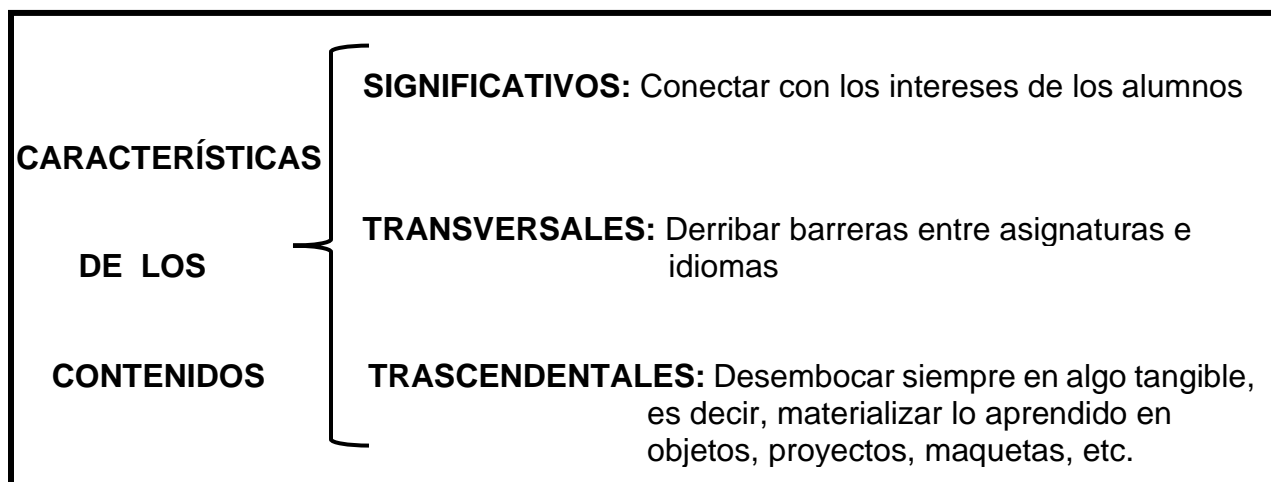 CARACTERÍSTICAS
DE LOS
CONTENIDOS
SIGNIFICATIVOS: Conectar con los intereses de los alumnos
TRANSVERSALES: Derribar barreras entre asignaturas e
idiomas
TRASCENDENTALES: Desembocar siempre en algo tangible,
es decir, materializar lo aprendido en
objetos, proyectos, maquetas, etc.